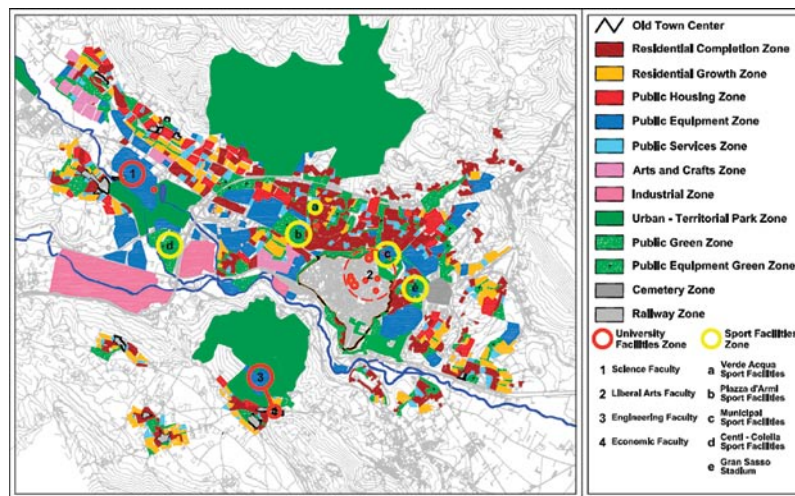 Old Town Center
Residential Completion Zone
Residential Growth Zone
Public Housing Zone
Public Equipment Zone
Public Services Zone
Arts and Crafts Zone
Industrial Zone
Urban - Territorial Park Zone
Public Green Zone
Public Equipment Green Zone
Cemetery Zone
Railway Zone
University
Facilities Zone
Sport Facilities
Zone
1 Science Faculty
2 Liberal Arts Faculty
3 Engineering Faculty
4 Economic Faculty
a Verde Acqua
Sport Facilities
b Piazza d'Armi
Sport Facilities
c Municipal
Sport Facilities
d Centi - Colella
Sport Facilities
e Gran Sasso
Stadium
1
a
b
d
c
2
e
3
4